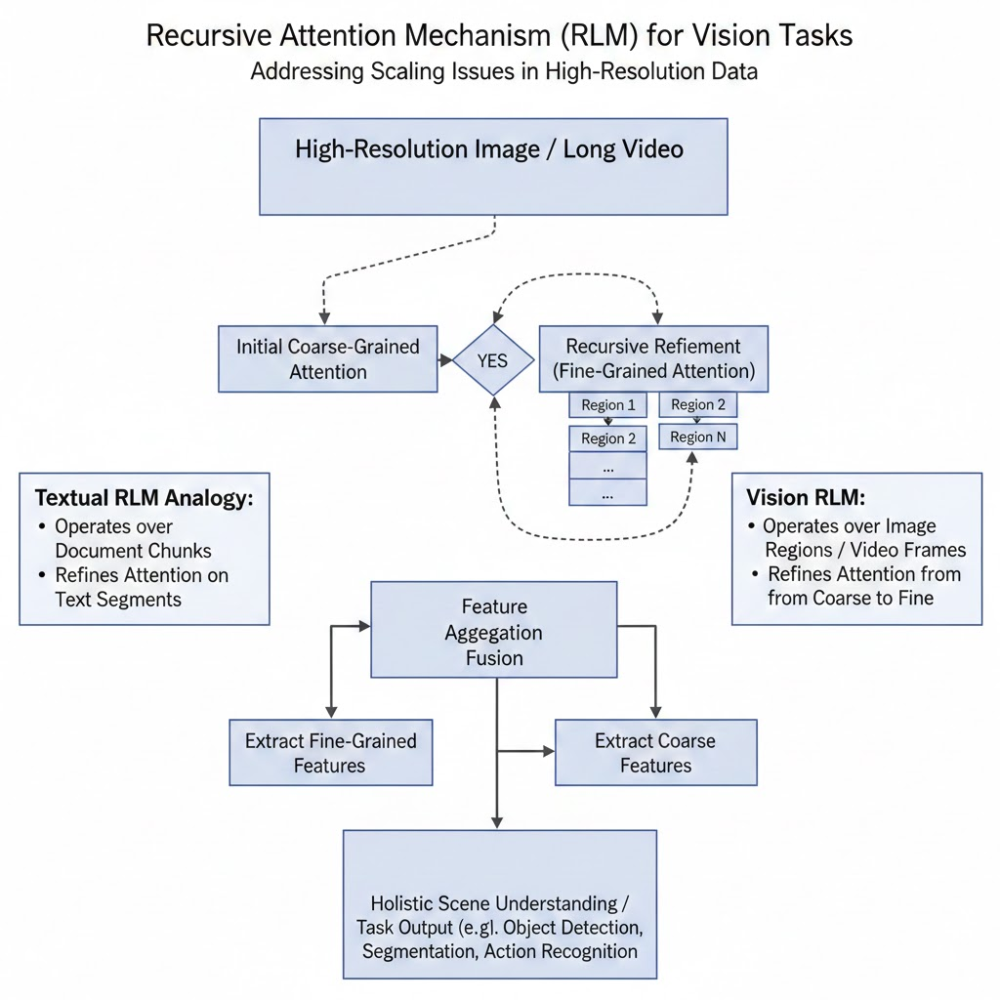 Recursive Attention Mechanism (RLM) for Vision Tasks
Addressing Scaling Issues in High-Resolution Data
High-Resolution Image / Long Video
Initial Coarse-Grained
Attention
YES
Recursive Refiement
(Fine-Grained Attention)
Region 1
Region 2
Region 2
Region N
...
...
Textual RLM Analogy:
• Operates over
Document Chunks
• Refines Attention on
Text Segments
Vision RLM:
• Operates over Image
Regions / Video Frames
• Refines Attention from
from Coarse to Fine
Feature
Aggegation
Fusion
Extract Fine-Grained
Features
Extract Coarse
Features
Holistic Scene Understanding /
Task Output (e.g‌l. Object Detection,
Segmentation, Action Recognition